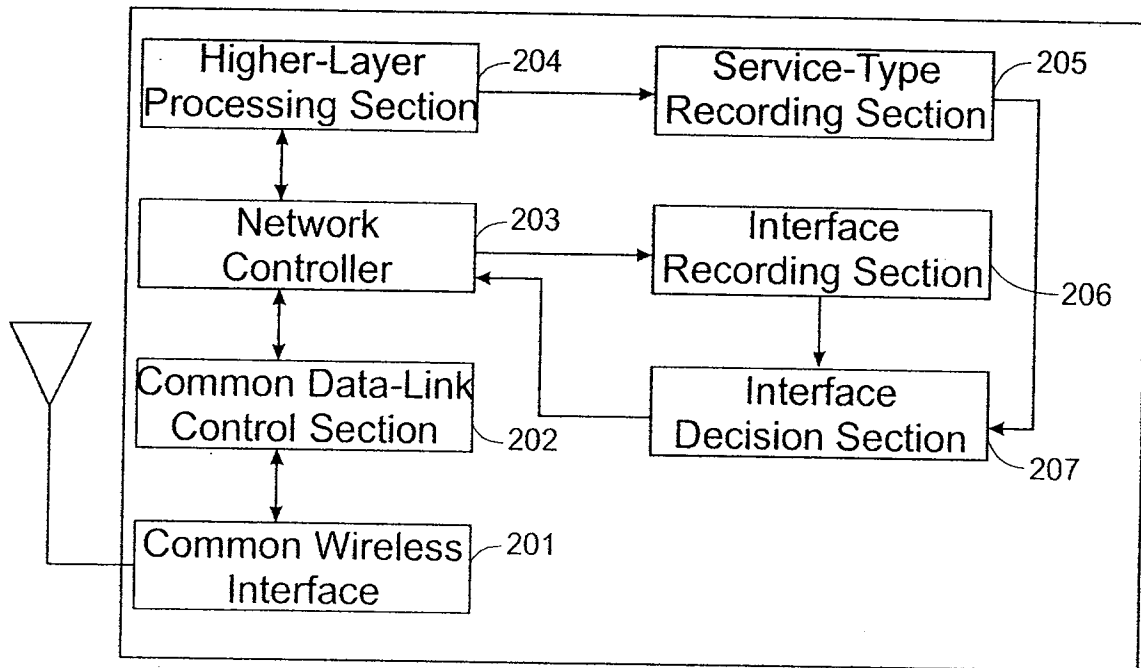 Higher-Layer
Processing Section
204
Service-Type
Recording Section
205
Network
Controller
203
Interface
Recording Section
206
Common Data-Link
Control Section
202
Interface
Decision Section
207
Common Wireless
Interface
201